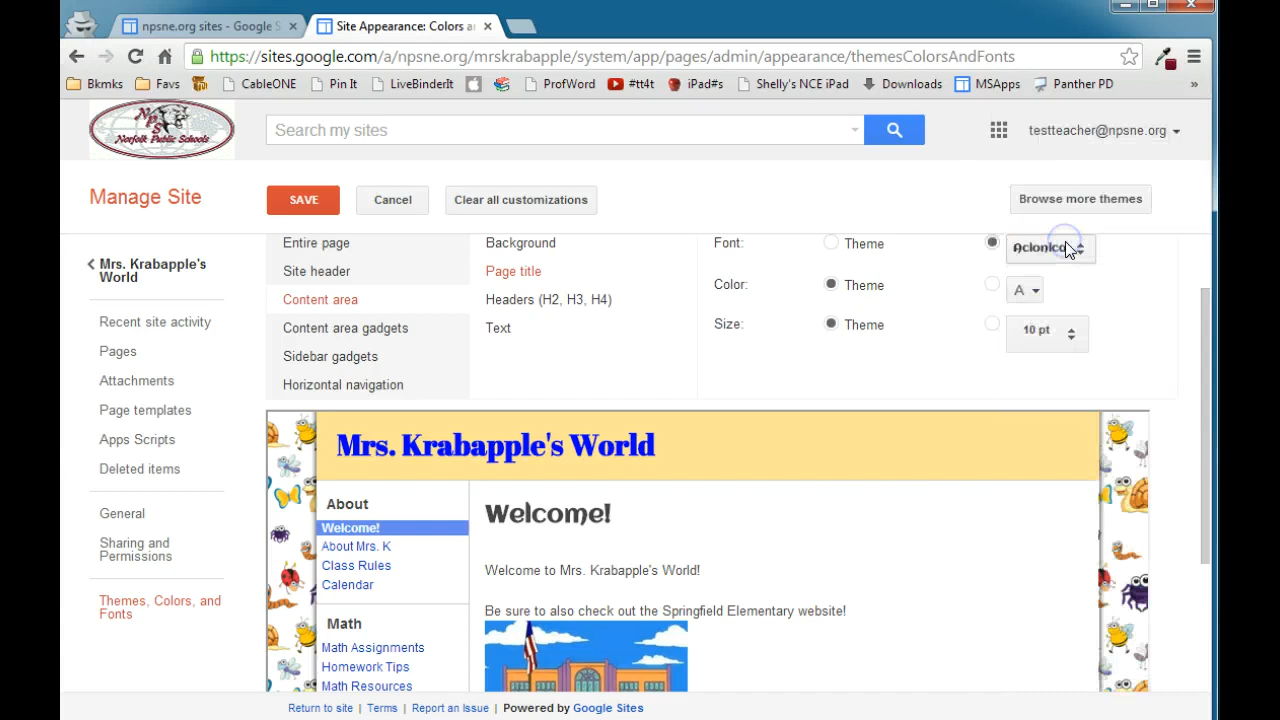 npsne.org sites - Google S
Site Appearance: Colors a
https://sites.google.com/a/npsne.org/mrskrabapple/system/app/pages/admin/appearance/themesColorsAndFonts
Bkmks
Favs
CableONE
Pin It
LiveBinderIt
ProfWord
#tt4t
iPad#s
Shelly's NCE iPad
Downloads
MSApps
Panther PD
»
NPS
Norfolk Public Schools
Search my sites
testteacher@npsne.org
Manage Site
SAVE
Cancel
Clear all customizations
Browse more themes
Mrs. Krabapple's
World
Recent site activity
Pages
Attachments
Page templates
Apps Scripts
Deleted items
General
Sharing and
Permissions
Themes, Colors, and
Fonts
Entire page
Site header
Content area
Content area gadgets
Sidebar gadgets
Horizontal navigation
Background
Page title
Headers (H2, H3, H4)
Text
Font:
Theme
Aclonica
Color:
Theme
A
Size:
Theme
10 pt
Mrs. Krabapple's World
About
Welcome!
About Mrs. K
Class Rules
Calendar
Math
Math Assignments
Homework Tips
Math Resources
Welcome!
Welcome to Mrs. Krabapple's World!
Be sure to also check out the Springfield Elementary website!
Return to site | Terms | Report an Issue | Powered by Google Sites